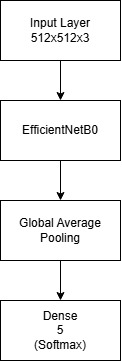 Input Layer
512x512x3
EfficientNetB0
Global Average
Pooling
Dense
5
(Softmax)